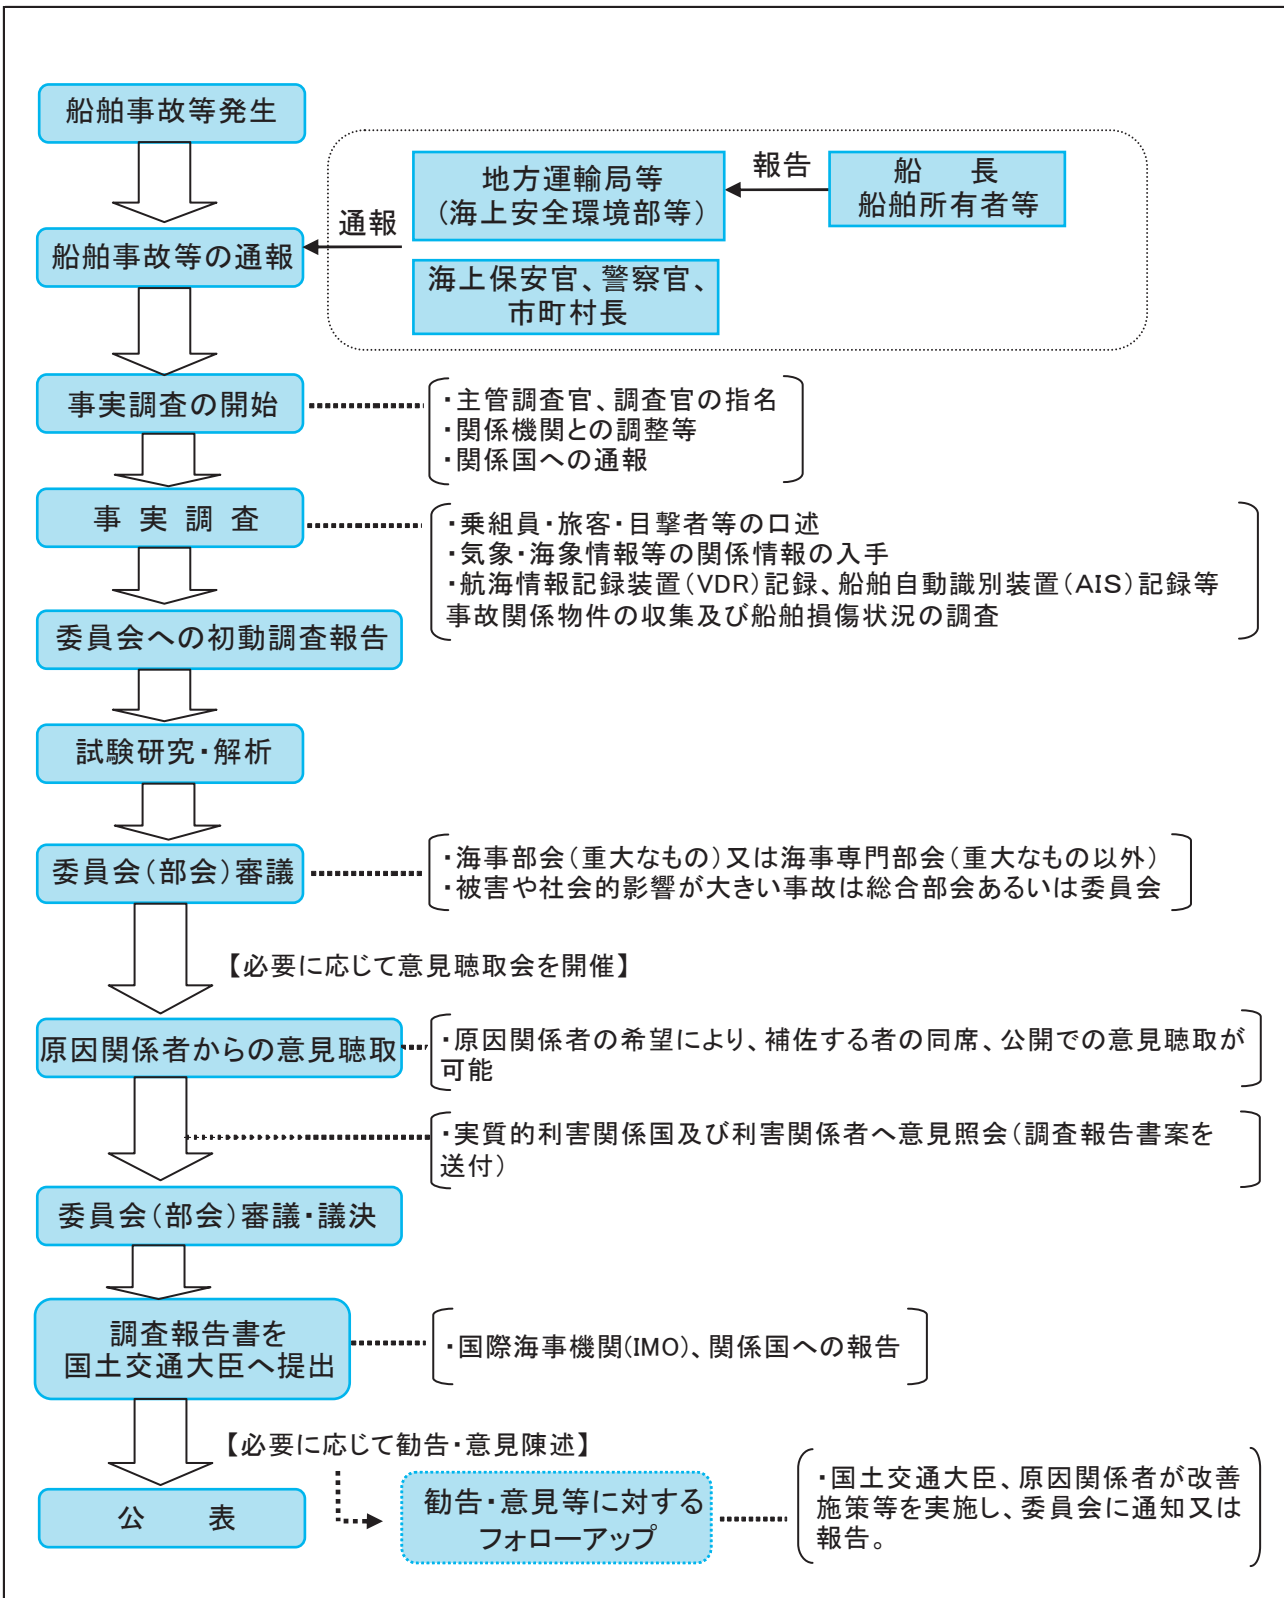 船舶事故等発生
地方運輸局等
（海上安全環境部等）
報告
船　長
船舶所有者等
通報
船舶事故等の通報
海上保安官、警察官、
市町村長
事実調査の開始
・主管調査官、調査官の指名
・関係機関との調整等
・関係国への通報
事 実 調 査
・乗組員・旅客・目撃者等の口述
・気象・海象情報等の関係情報の入手
・航海情報記録装置（VDR）記録、船舶自動識別装置（AIS）記録等
事故関係物件の収集及び船舶損傷状況の調査
委員会への初動調査報告
試験研究・解析
委員会（部会）審議
・海事部会（重大なもの）又は海事専門部会（重大なもの以外）
・被害や社会的影響が大きい事故は総合部会あるいは委員会
【必要に応じて意見聴取会を開催】
原因関係者からの意見聴取
・原因関係者の希望により、補佐する者の同席、公開での意見聴取が
可能
・実質的利害関係国及び利害関係者へ意見照会（調査報告書案を
送付）
委員会（部会）審議・議決
調査報告書を
国土交通大臣へ提出
・国際海事機関(IMO)、関係国への報告
【必要に応じて勧告・意見陳述】
公　　表
勧告・意見等に対する
フォローアップ
・国土交通大臣、原因関係者が改善
施策等を実施し、委員会に通知又は
報告。